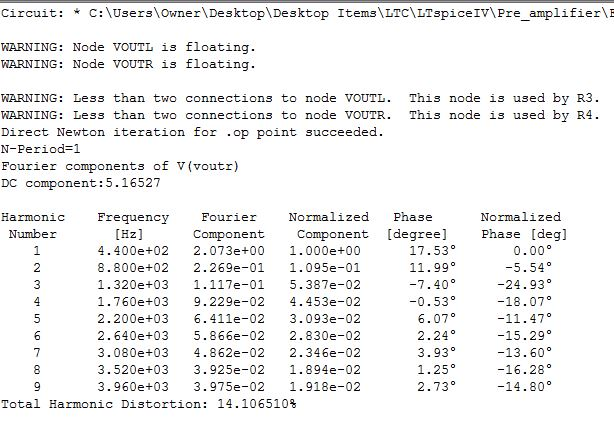 Circuit: * C:\Users\Owner\Desktop\Desktop Items\LTC\LTspiceIV\Pre_amplifier\
WARNING: Node VOUTL is floating.
WARNING: Node VOUTR is floating.
WARNING: Less than two connections to node VOUTL. This node is used by R3.
WARNING: Less than two connections to node VOUTR. This node is used by R4.
Direct Newton iteration for .op point succeeded.
N-Period=1
Fourier components of V(voutr)
DC component:5.16527
Harmonic Frequency Fourier Normalized Phase Normalized
Number [Hz] Component Component [degree] Phase [deg]
1 4.400e+02 2.073e+00 1.000e+00 17.53° 0.00°
2 8.800e+02 2.269e-01 1.095e-01 11.99° -5.54°
3 1.320e+03 1.117e-01 5.387e-02 -7.40° -24.93°
4 1.760e+03 9.229e-02 4.453e-02 -0.53° -18.07°
5 2.200e+03 6.411e-02 3.093e-02 6.07° -11.47°
6 2.640e+03 5.866e-02 2.830e-02 2.24° -15.29°
7 3.080e+03 4.862e-02 2.346e-02 3.93° -13.60°
8 3.520e+03 3.925e-02 1.894e-02 1.25° -16.28°
9 3.960e+03 3.975e-02 1.918e-02 2.73° -14.80°
Total Harmonic Distortion: 14.106510%